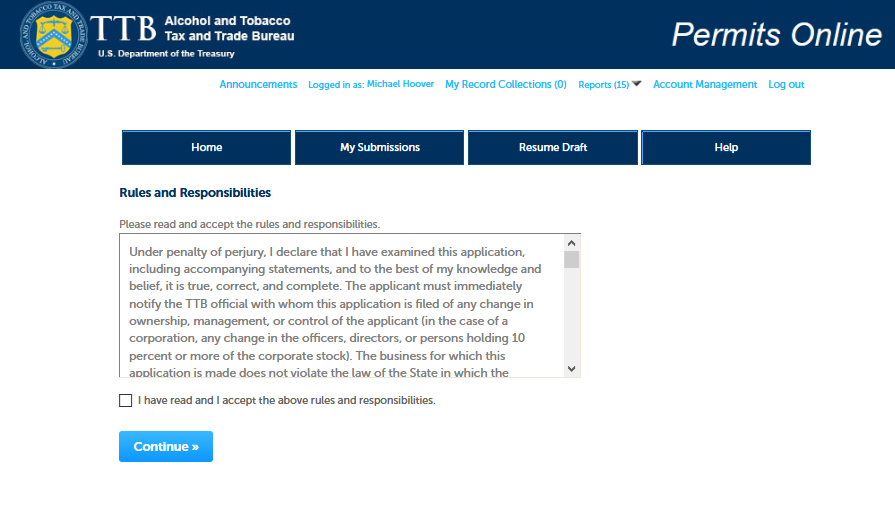 TTB
Alcohol and Tobacco
Tax and Trade Bureau
U.S. Department of the Treasury
Permits Online
Announcements Logged in as: Michael Hoover My Record Collections (0) Reports (15) Account Management Log out
Home My Submissions Resume Draft Help
Rules and Responsibilities
Please read and accept the rules and responsibilities.
Under penalty of perjury, I declare that I have examined this application,
including accompanying statements, and to the best of my knowledge and
belief, it is true, correct, and complete. The applicant must immediately
notify the TTB official with whom this application is filed of any change in
ownership, management, or control of the applicant (in the case of a
corporation, any change in the officers, directors, or persons holding 10
percent or more of the corporate stock). The business for which this
application is made does not violate the law of the State in which the
I have read and I accept the above rules and responsibilities.
Continue »